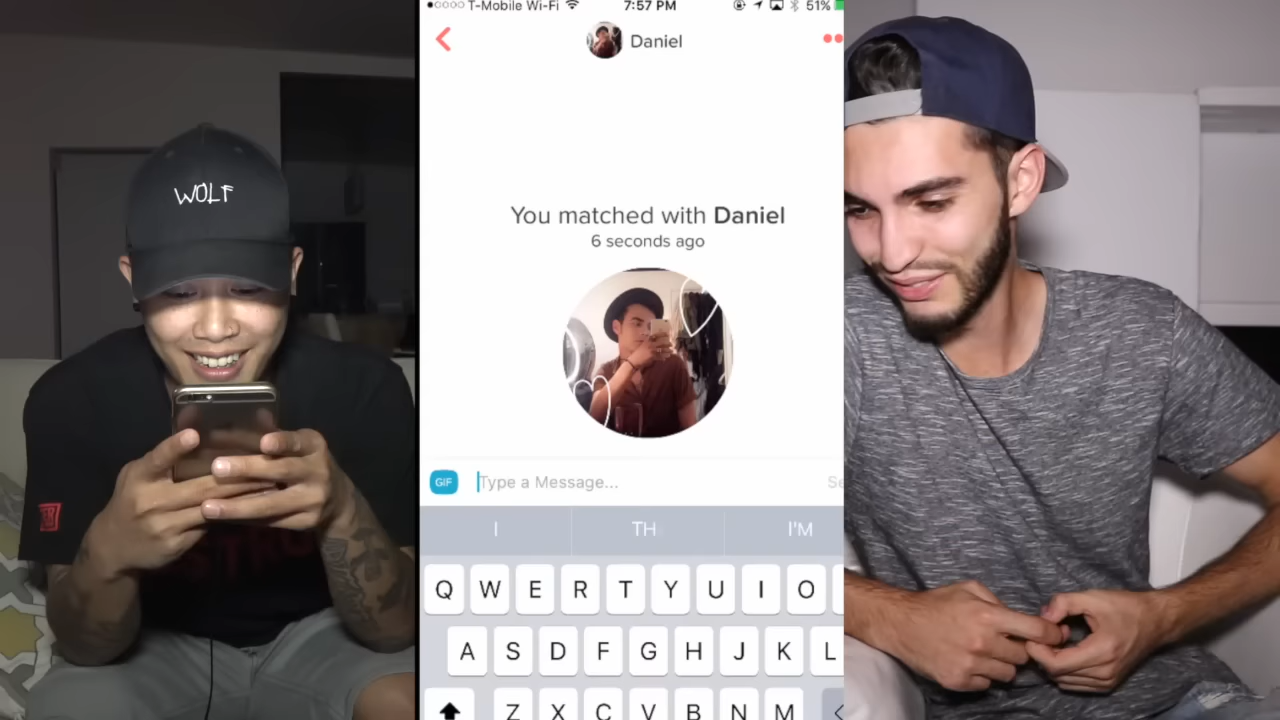 WOLF
T-Mobile Wi-Fi 7:57 PM 51%
Daniel
You matched with Daniel
6 seconds ago
GIF Type a Message... Se
I TH I'M
Q W E R T Y U I O
A S D F G H J K L
Z X C V B N M